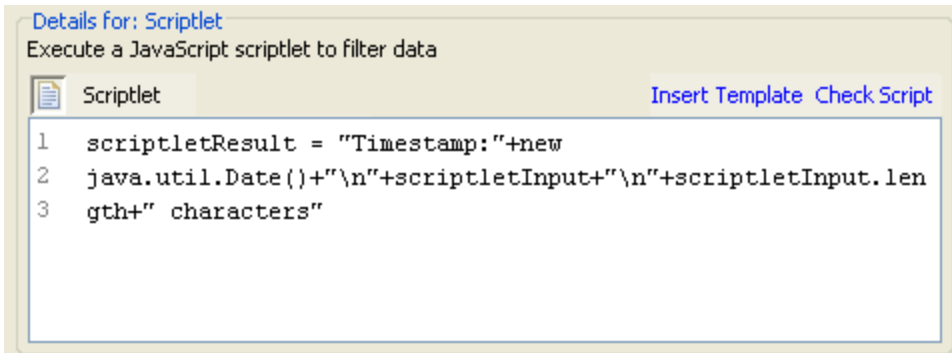 Details for: Scriptlet
Execute a JavaScript scriptlet to filter data
Scriptlet Insert Template Check Script
1 scriptletResult = "Timestamp:"+new
2 java.util.Date()+"\n"+scriptletInput+"\n"+scriptletInput.len
3 gth+" characters"